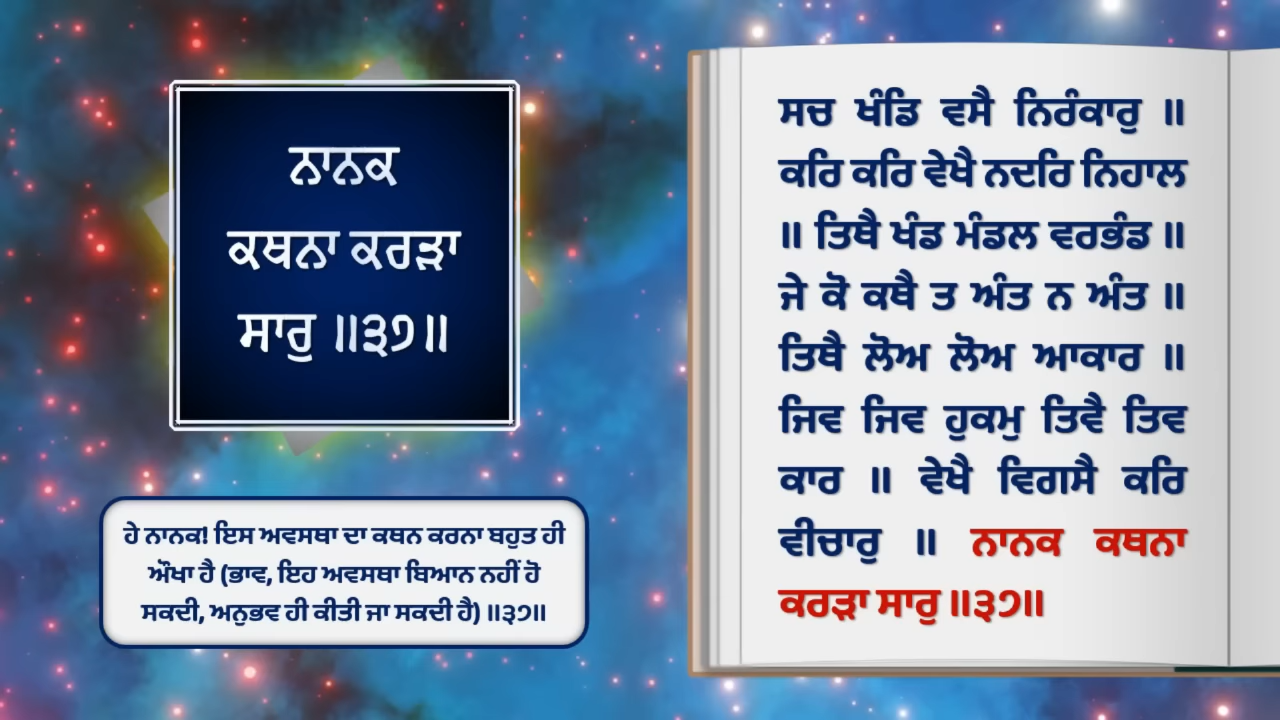 ਨਾਨਕ
ਕਥਨਾ ਕਰੜਾ
ਸਾਰੁ ॥੩੭॥
ਹੇ ਨਾਨਕ! ਇਸ ਅਵਸਥਾ ਦਾ ਕਥਨ ਕਰਨਾ ਬਹੁਤ ਹੀ
ਔਖਾ ਹੈ (ਭਾਵ, ਇਹ ਅਵਸਥਾ ਬਿਆਨ ਨਹੀਂ ਹੋ
ਸਕਦੀ, ਅਨੁਭਵ ਹੀ ਕੀਤੀ ਜਾ ਸਕਦੀ ਹੈ) ॥੩੭॥
ਸਚ ਖੰਡਿ ਵਸੈ ਨਿਰੰਕਾਰੁ ॥
ਕਰਿ ਕਰਿ ਵੇਖੈ ਨਦਰਿ ਨਿਹਾਲ
॥ ਤਿਥੈ ਖੰਡ ਮੰਡਲ ਵਰਭੰਡ ॥
ਜੇ ਕੋ ਕਥੈ ਤ ਅੰਤ ਨ ਅੰਤ ॥
ਤਿਥੈ ਲੋਅ ਲੋਅ ਆਕਾਰ ॥
ਜਿਵ ਜਿਵ ਹੁਕਮੁ ਤਿਵੈ ਤਿਵ
ਕਾਰ ॥ ਵੇਖੈ ਵਿਗਸੈ ਕਰਿ
ਵੀਚਾਰੁ ॥ ਨਾਨਕ ਕਥਨਾ
ਕਰੜਾ ਸਾਰੁ ॥੩੭॥